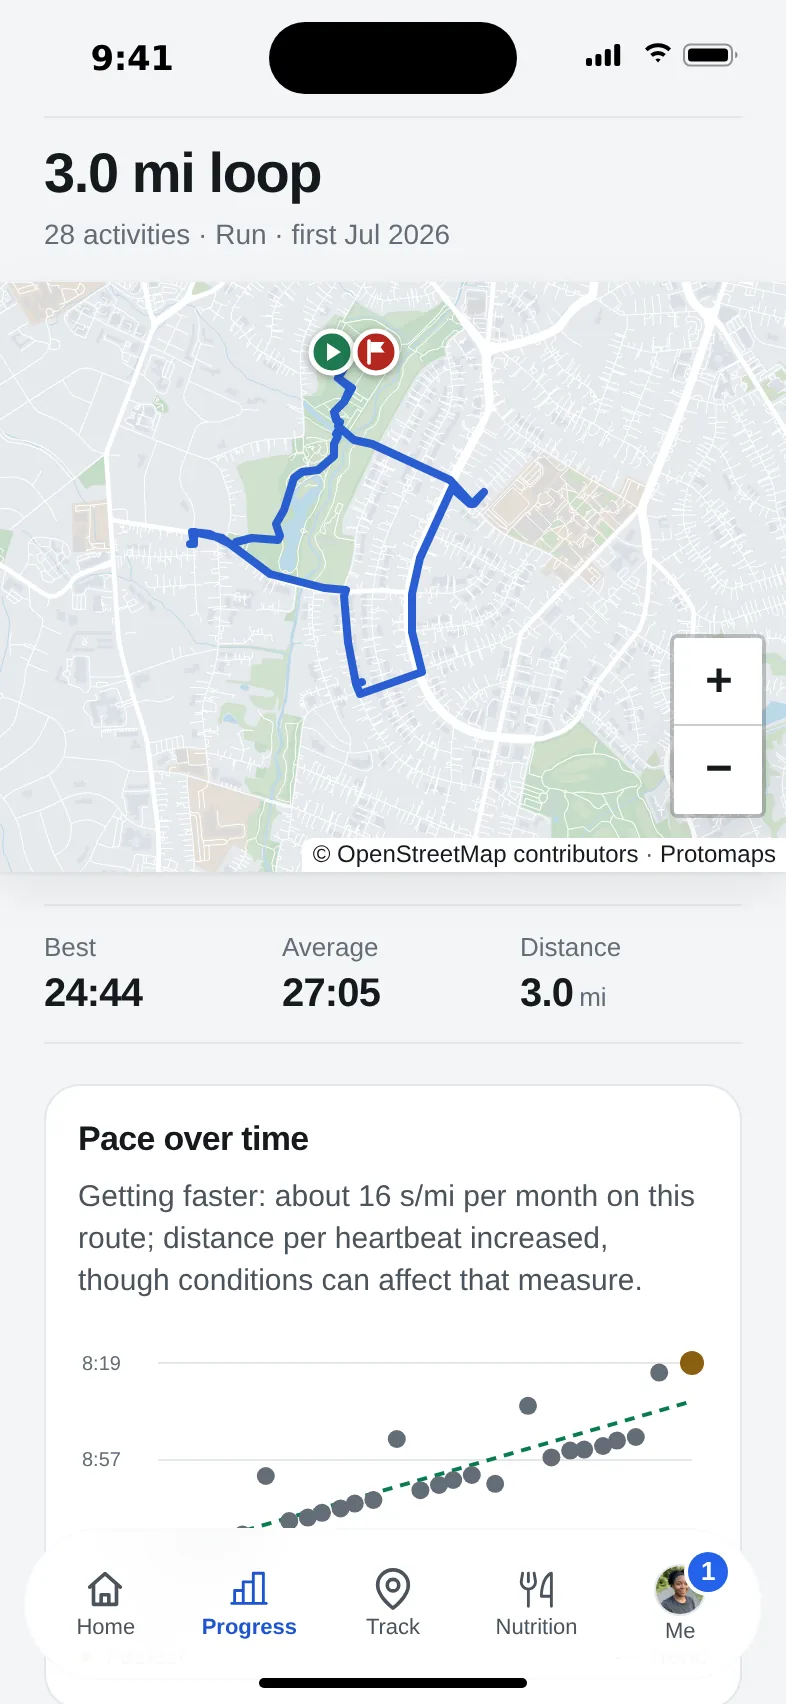 9:41
3.0 mi loop
28 activities · Run · first Jul 2026
+
−
© OpenStreetMap contributors · Protomaps
Best
24:44
Average
27:05
Distance
3.0 mi
Pace over time
Getting faster: about 16 s/mi per month on this
route; distance per heartbeat increased,
though conditions can affect that measure.
8:19
8:57
Home
Progress
Track
Nutrition
1
Me